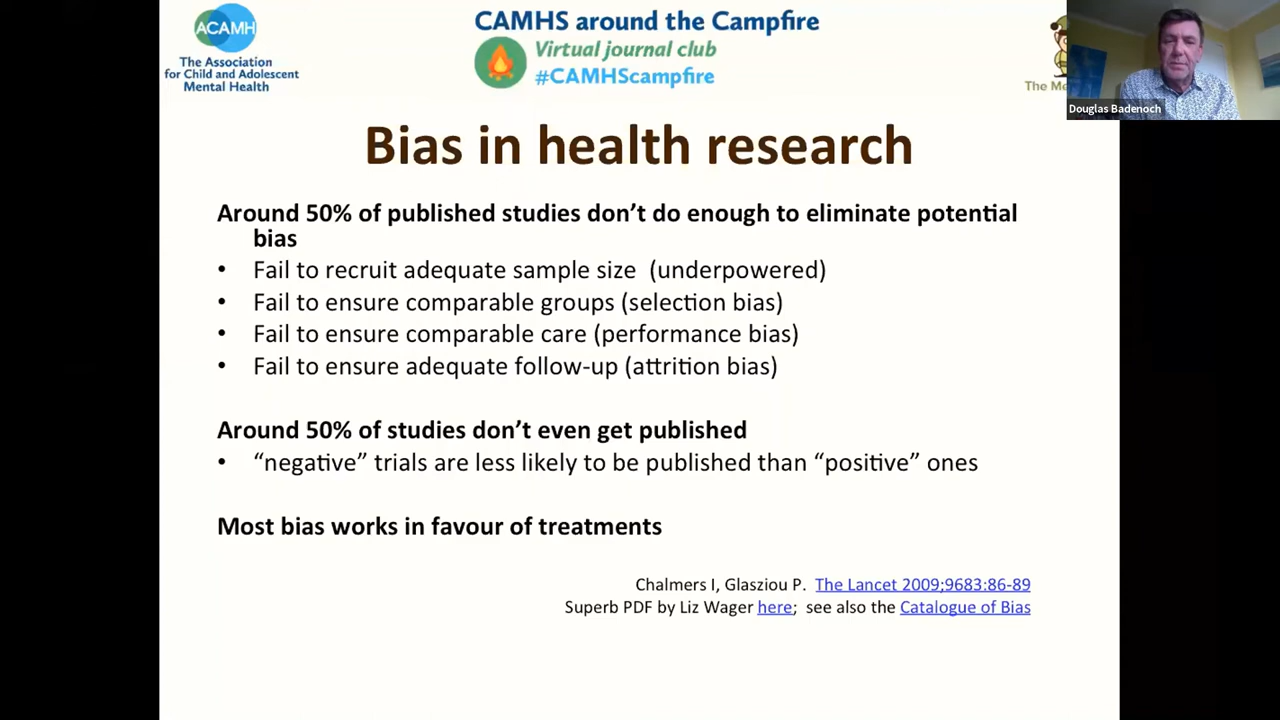 ACAMH
The Association
for Child and Adolescent
Mental Health
CAMHS around the Campfire
Virtual journal club
#CAMHScampfire
The Me
Douglas Badenoch
Bias in health research
Around 50% of published studies don’t do enough to eliminate potential
bias
• Fail to recruit adequate sample size (underpowered)
• Fail to ensure comparable groups (selection bias)
• Fail to ensure comparable care (performance bias)
• Fail to ensure adequate follow-up (attrition bias)
Around 50% of studies don’t even get published
• “negative” trials are less likely to be published than “positive” ones
Most bias works in favour of treatments
Chalmers I, Glasziou P. The Lancet 2009;9683:86-89
Superb PDF by Liz Wager here; see also the Catalogue of Bias